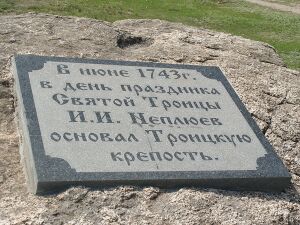 В июне 1743г.
в день праздника
Святой Троицы
И.И. Неплюев
основал Троицкую
крепость.